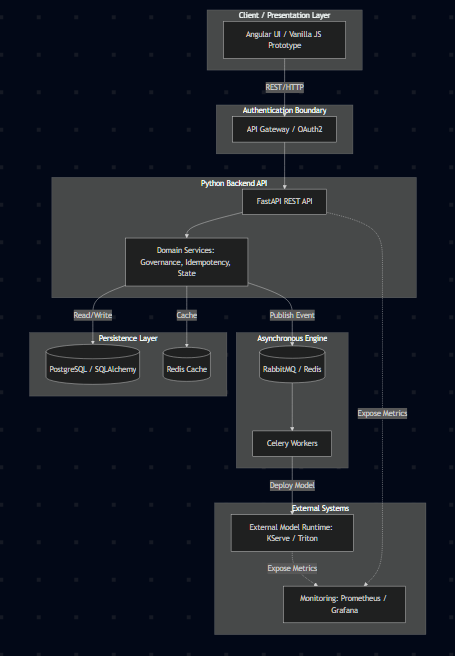 Client / Presentation Layer
Angular UI / Vanilla JS
Prototype
REST/HTTP
Authentication Boundary
API Gateway / OAuth2
Python Backend API
FastAPI REST API
Domain Services:
Governance, Idempotency,
State
Read/Write
Cache
Publish Event
Persistence Layer
Asynchronous Engine
PostgreSQL / SQLAlchemy
Redis Cache
RabbitMQ / Redis
Expose Metrics
Celery Workers
Deploy Model
External Systems
External Model Runtime:
KServe / Triton
Expose Metrics
Monitoring: Prometheus /
Grafana